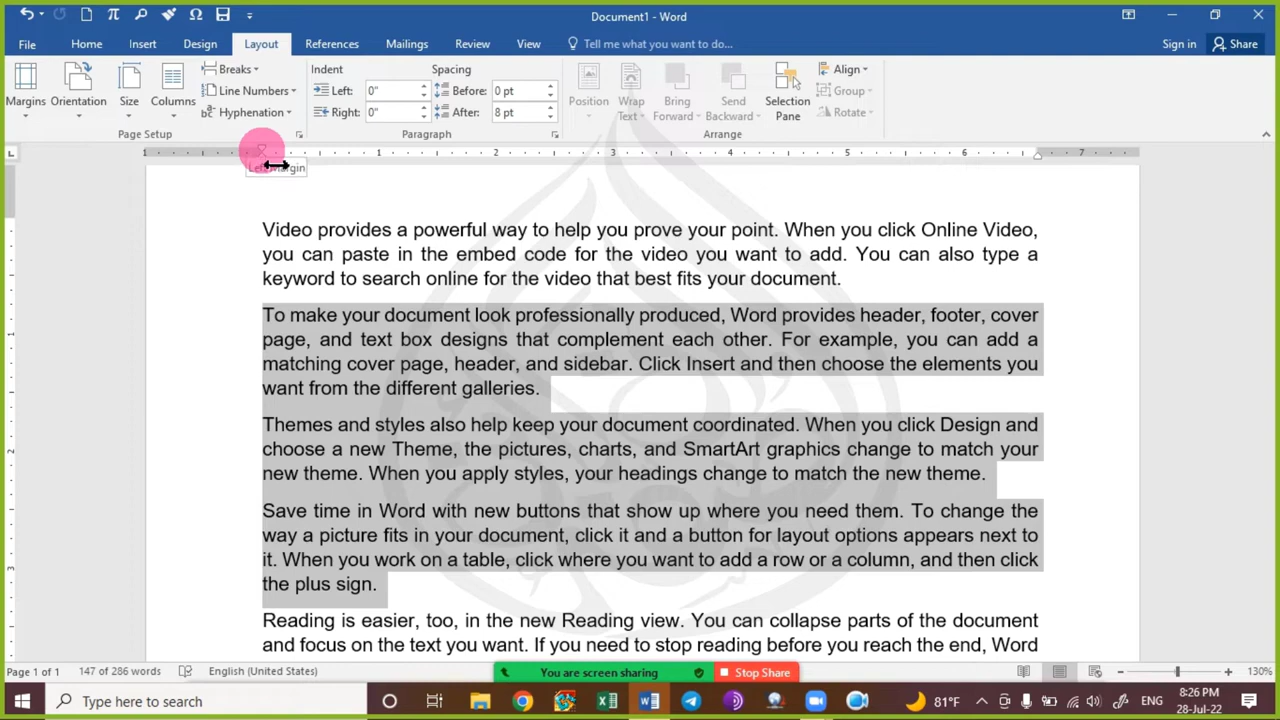 Document1 - Word
File Home Insert Design Layout References Mailings Review View Tell me what you want to do... Sign in Share
Margins Orientation Size Columns Breaks Line Numbers Hyphenation Page Setup
Indent Left: 0" Right: 0" Spacing Before: 0 pt After: 8 pt Paragraph
Position Wrap Text Bring Forward Send Backward Selection Pane Align Group Rotate Arrange
1 1 2 3 4 5 6 7
Left Margin
Video provides a powerful way to help you prove your point. When you click Online Video,
you can paste in the embed code for the video you want to add. You can also type a
keyword to search online for the video that best fits your document.
To make your document look professionally produced, Word provides header, footer, cover
page, and text box designs that complement each other. For example, you can add a
matching cover page, header, and sidebar. Click Insert and then choose the elements you
want from the different galleries.
Themes and styles also help keep your document coordinated. When you click Design and
choose a new Theme, the pictures, charts, and SmartArt graphics change to match your
new theme. When you apply styles, your headings change to match the new theme.
Save time in Word with new buttons that show up where you need them. To change the
way a picture fits in your document, click it and a button for layout options appears next to
it. When you work on a table, click where you want to add a row or a column, and then click
the plus sign.
Reading is easier, too, in the new Reading view. You can collapse parts of the document
and focus on the text you want. If you need to stop reading before you reach the end, Word
Page 1 of 1 147 of 286 words English (United States) You are screen sharing Stop Share 130%
Type here to search 81°F ENG 8:26 PM
28-Jul-22